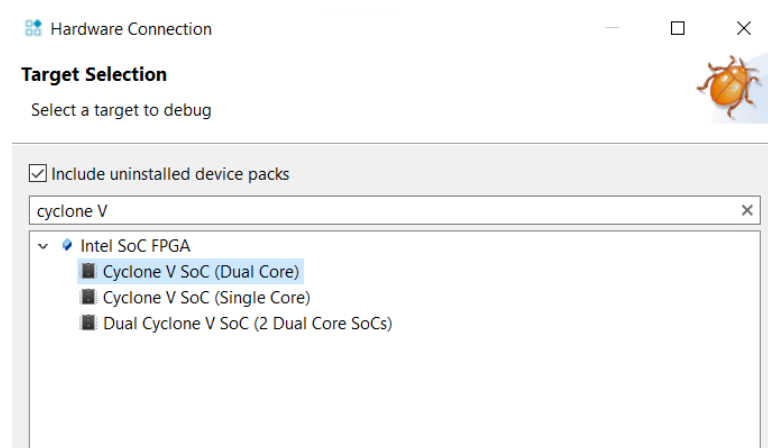 Hardware Connection
Target Selection
Select a target to debug
Include uninstalled device packs
cyclone V
Intel SoC FPGA
Cyclone V SoC (Dual Core)
Cyclone V SoC (Single Core)
Dual Cyclone V SoC (2 Dual Core SoCs)